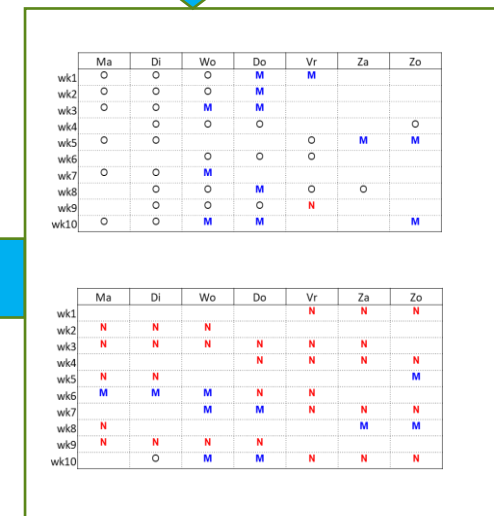 Ma Di Wo Do Vr Za Zo
wk1 O O O M M
wk2 O O O M
wk3 O O M M
wk4 O O O O
wk5 O O O M M
wk6 O O O
wk7 O O M
wk8 O O M O O
wk9 O O O N
wk10 O O M M M
Ma Di Wo Do Vr Za Zo
wk1 N N N
wk2 N N N
wk3 N N N N N N
wk4 N N N N
wk5 N N M
wk6 M M M N N
wk7 M M N N N
wk8 N M M
wk9 N N N N
wk10 O M M N N N